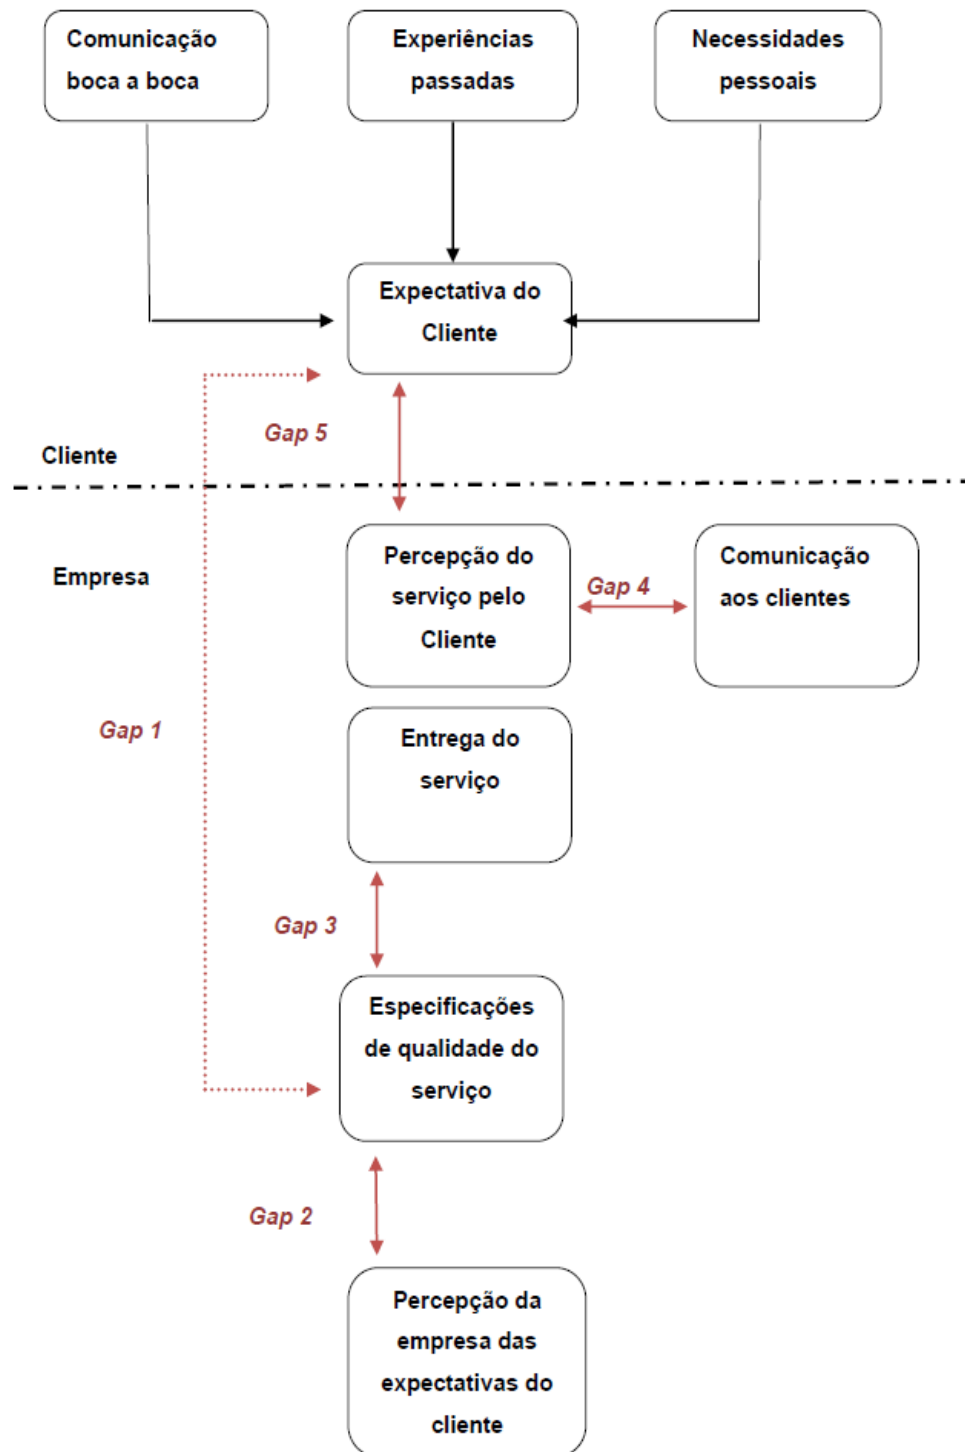 Comunicação
boca a boca
Experiências
passadas
Necessidades
pessoais
Expectativa do
Cliente
Gap 5
Cliente
Empresa
Percepção do
serviço pelo
Cliente
Gap 4
Comunicação
aos clientes
Gap 1
Entrega do
serviço
Gap 3
Especificações
de qualidade do
serviço
Gap 2
Percepção da
empresa das
expectativas do
cliente